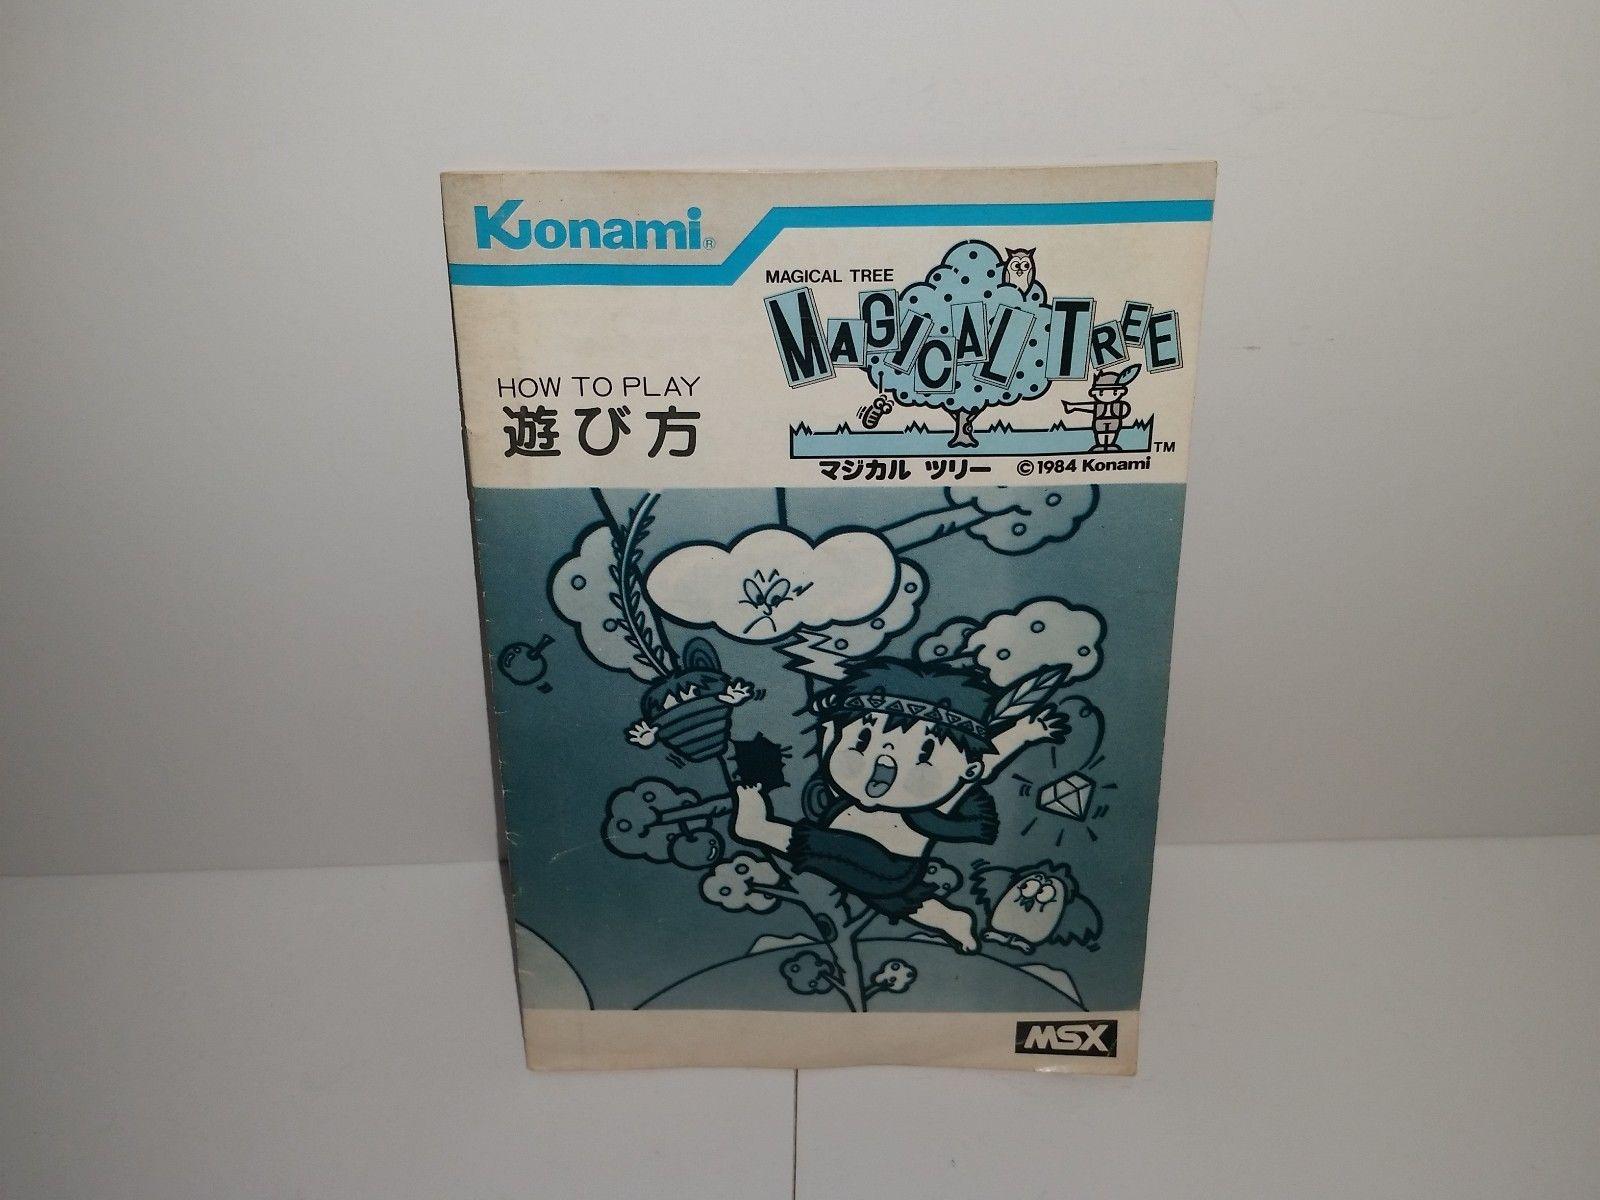 Konami®
MAGICAL TREE
MAGICAL TREE
HOW TO PLAY
遊び方
TM
マジカル ツリー ©1984 Konami
MSX